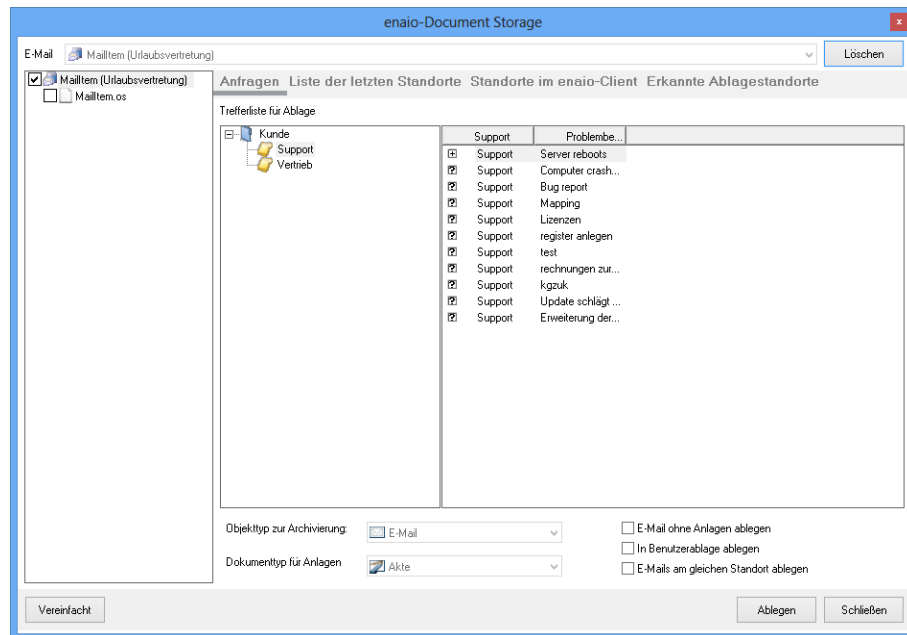 enaio-Document Storage
x
E-Mail MailItem (Urlaubsvertretung) Löschen
MailItem (Urlaubsvertretung)
MailItem.os
Anfragen Liste der letzten Standorte Standorte im enaio-Client Erkannte Ablagestandorte
Trefferliste für Ablage
Kunde
Support
Vertrieb
Support Problembe...
Support Server reboots
Support Computer crash...
Support Bug report
Support Mapping
Support Lizenzen
Support register anlegen
Support test
Support rechnungen zur...
Support kgzuk
Support Update schlägt ...
Support Erweiterung der...
Objekttyp zur Archivierung: E-Mail
Dokumenttyp für Anlagen Akte
E-Mail ohne Anlagen ablegen
In Benutzerablage ablegen
E-Mails am gleichen Standort ablegen
Vereinfacht Ablegen Schließen